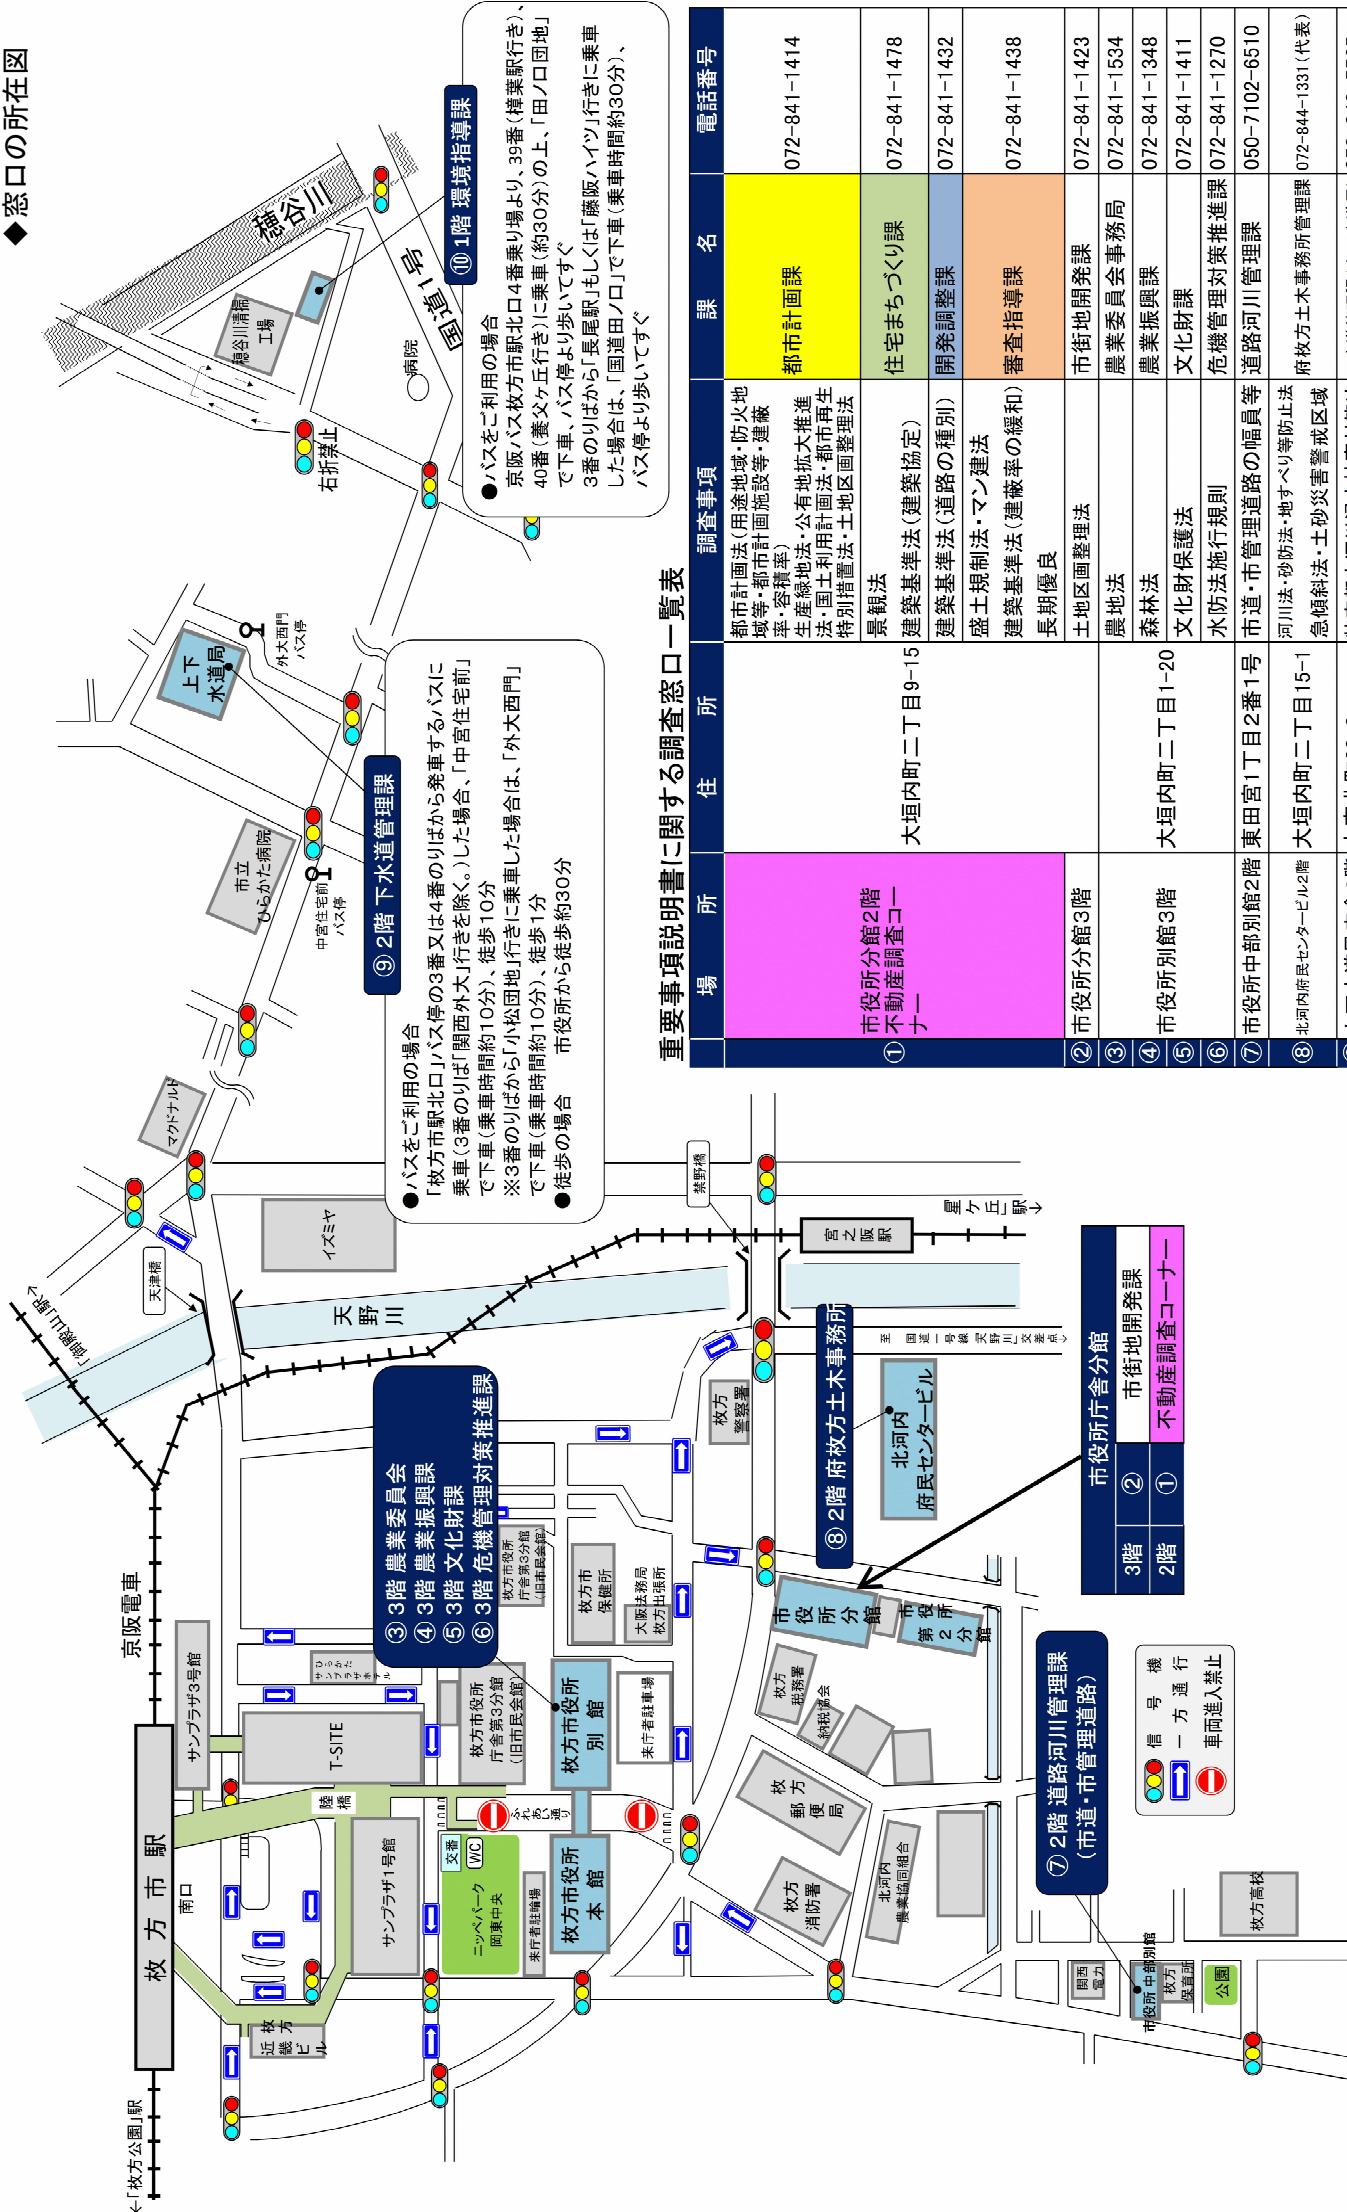 ◆窓口の所在図
←「枚方公園」駅
枚方市駅
南口
京阪電車
「御殿山」駅→
天津橋
マクドナルド
イズミヤ
天野川
禁野橋
宮之阪駅
星ヶ丘」駅→
至 国道一号線「天野川」交差点→
近畿枚方ビル
サンプラザ3号館
サンプラザ1号館
陸橋
T-SITE
ひらかた
サンプラザホテル
交番
WC
ニッペパーク
岡東中央
来庁者駐輪場
ふれあい通り
枚方市役所
本館
枚方市役所
別館
枚方市役所
庁舎第3分館
(旧市民会館)
枚方市役所
庁舎第3分館
(旧市民会館)
来庁者駐車場
枚方市
保健所
大阪法務局
枚方出張所
枚方
警察署
③3階 農業委員会
④3階 農業振興課
⑤3階 文化財課
⑥3階 危機管理対策推進課
⑧2階 府枚方土木事務所
北河内
府民センタービル
市役所分館
市役所
第2分館
枚方
税務署
納税協会
枚方
郵便局
枚方
消防署
北河内
農業協同組合
市役所庁舎分館
3階 ② 市街地開発課
2階 ① 不動産調査コーナー
⑦2階 道路河川管理課
(市道・市管理道路)
関西
電力
市役所 中部別館
枚方
保育所
公園
枚方高校
信号機
一方通行
車両進入禁止
市立
ひらかた病院
中宮住宅前
バス停
上下
水道局
外大西門
バス停
⑨2階 下水道管理課
●バスをご利用の場合
「枚方市駅北口」バス停の3番又は4番のりばから発車するバスに
乗車(3番のりば「関西外大」行きを除く。)した場合、「中宮住宅前」
で下車(乗車時間約10分)、徒歩10分
※3番のりばから「小松団地」行きに乗車した場合は、「外大西門」
で下車(乗車時間約10分)、徒歩1分
●徒歩の場合 市役所から徒歩約30分
穂谷川
穂谷川清掃
工場
国道1号
病院
右折禁止
⑩1階 環境指導課
●バスをご利用の場合
京阪バス枚方市駅北口4番乗り場より、39番(樟葉駅行き)、
40番(養父ヶ丘行き)に乗車(約30分)の上、「田ノ口団地」
で下車、バス停より歩いてすぐ
3番のりばから「長尾駅」もしくは「藤阪ハイツ」行きに乗車
した場合は、「国道田ノ口」で下車(乗車時間約30分)、
バス停より歩いてすぐ
重要事項説明書に関する調査窓口一覧表
場所 住所 調査事項 課名 電話番号
① 市役所分館2階
不動産調査コー
ナー
大垣内町二丁目9-15
都市計画法(用途地域・防火地
域等・都市計画施設等・建蔽
率・容積率)
生産緑地法・公有地拡大推進
法・国土利用計画法・都市再生
特別措置法・土地区画整理法
都市計画課 072-841-1414
景観法
建築基準法(建築協定)
住宅まちづくり課 072-841-1478
建築基準法(道路の種別) 開発調整課 072-841-1432
盛土規制法・マン建法
建築基準法(建蔽率の緩和)
長期優良
審査指導課 072-841-1438
② 市役所分館3階 土地区画整理法 市街地開発課 072-841-1423
③ 農地法 農業委員会事務局 072-841-1534
④ 市役所別館3階 大垣内町二丁目1-20 森林法 農業振興課 072-841-1348
⑤ 文化財保護法 文化財課 072-841-1411
⑥ 水防法施行規則 危機管理対策推進課 072-841-1270
⑦ 市役所中部別館2階 東田宮1丁目2番1号 市道・市管理道路の幅員等 道路河川管理課 050-7102-6510
⑧ 北河内府民センタービル2階 大垣内町二丁目15-1 河川法・砂防法・地すべり等防止法
急傾斜法・土砂災害警戒区域
府枚方土木事務所管理課 072-844-1331(代表)